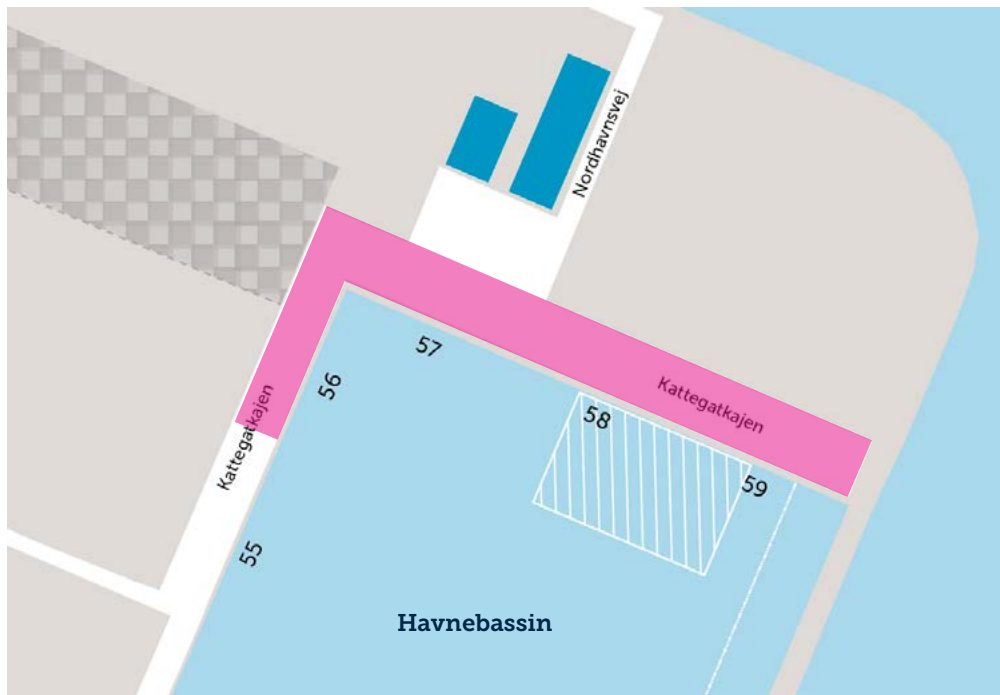 Nordhavnsvej
57
56
Kattegatkajen
58
Kattegatkajen
59
55
Havnebassin